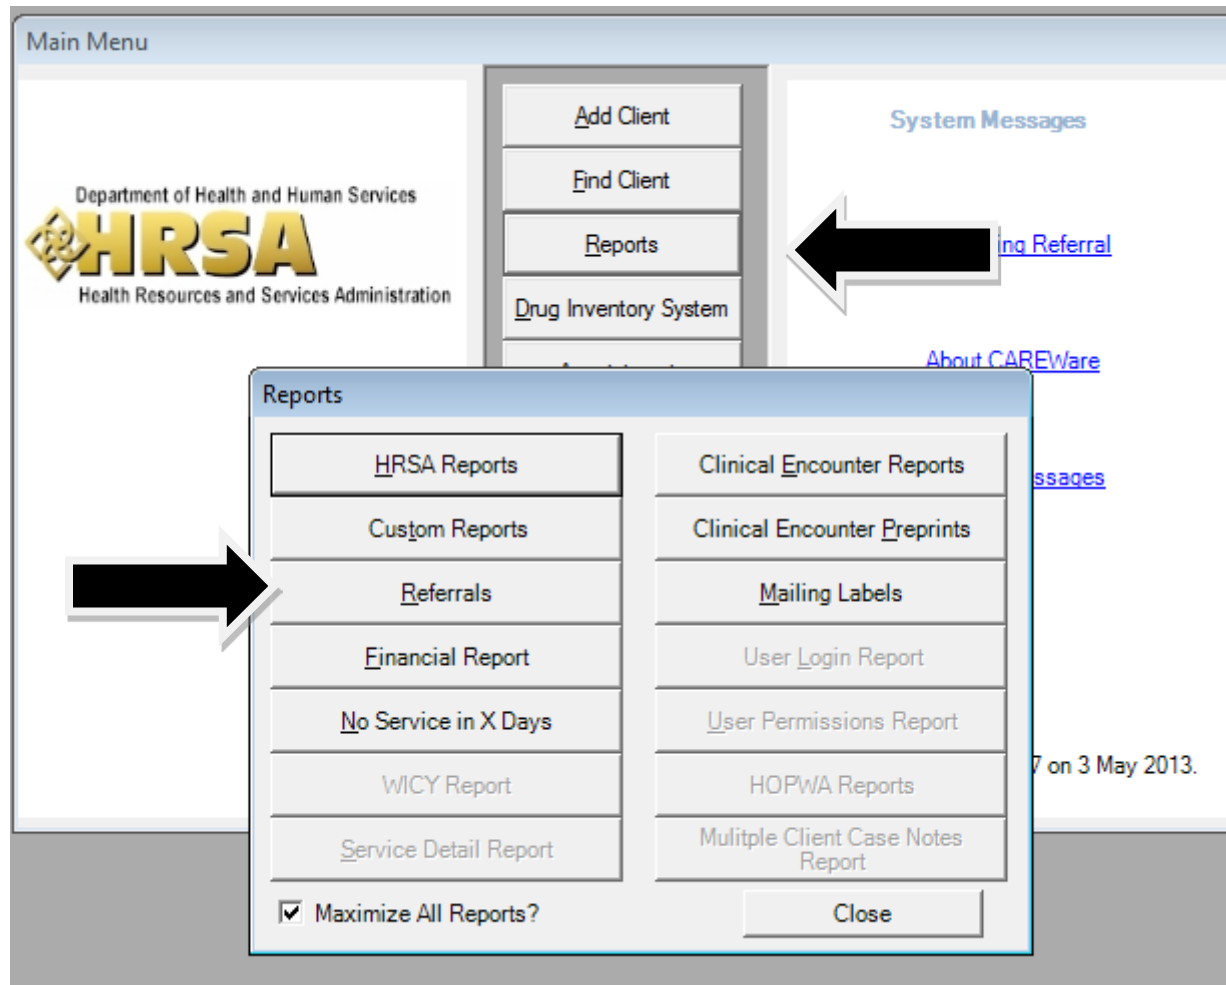 Main Menu
Department of Health and Human Services
HRSA
Health Resources and Services Administration
Add Client
Find Client
Reports
Drug Inventory System
System Messages
Referral
About CAREWare
Reports
HRSA Reports
Custom Reports
Referrals
Financial Report
No Service in X Days
WICY Report
Service Detail Report
Clinical Encounter Reports
Clinical Encounter Preprints
Mailing Labels
User Login Report
User Permissions Report
HOPWA Reports
Mulitple Client Case Notes
Report
Maximize All Reports?
Close
on 3 May 2013.